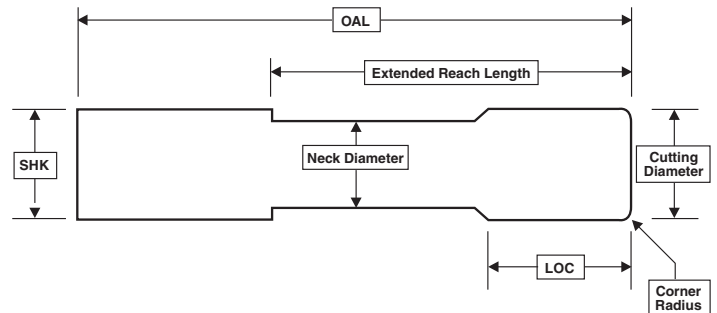 OAL
Extended Reach Length
SHK
Neck Diameter
Cutting
Diameter
LOC
Corner
Radius